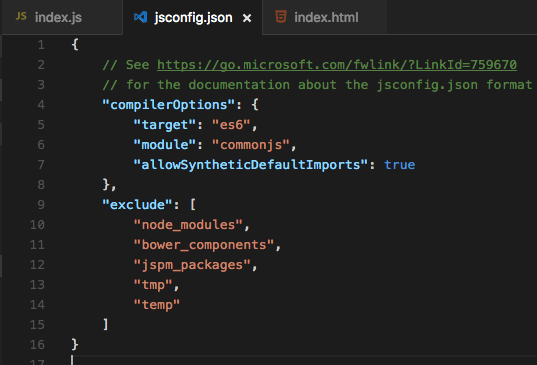 JS index.js jsconfig.json × index.html
1 {
2 // See https://go.microsoft.com/fwlink/?LinkId=759670
3 // for the documentation about the jsconfig.json format
4 "compilerOptions": {
5 "target": "es6",
6 "module": "commonjs",
7 "allowSyntheticDefaultImports": true
8 },
9 "exclude": [
10 "node_modules",
11 "bower_components",
12 "jspm_packages",
13 "tmp",
14 "temp"
15 ]
16 }
17